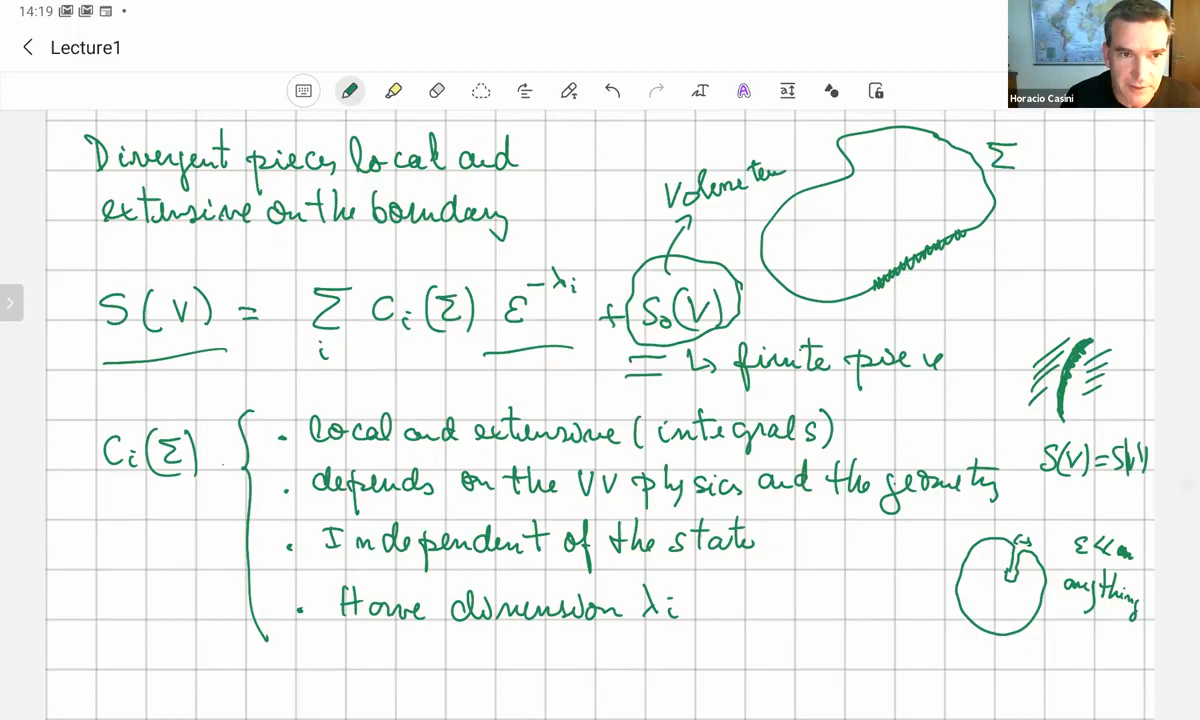 14:19
Lecture1
Horacio Casini
Divergent pieces local and
extensive on the boundary
Volume
Σ
S(V) = Σ Ci(Σ) ε^-λi + S₀(V)
i
↳ finite piece
Ci(Σ)
. local and extensive (integrals)
S(V)=S(V')
. depends on the UV physics and the geometry
. Independent of the state
ε <<
anything
. Have dimension λi